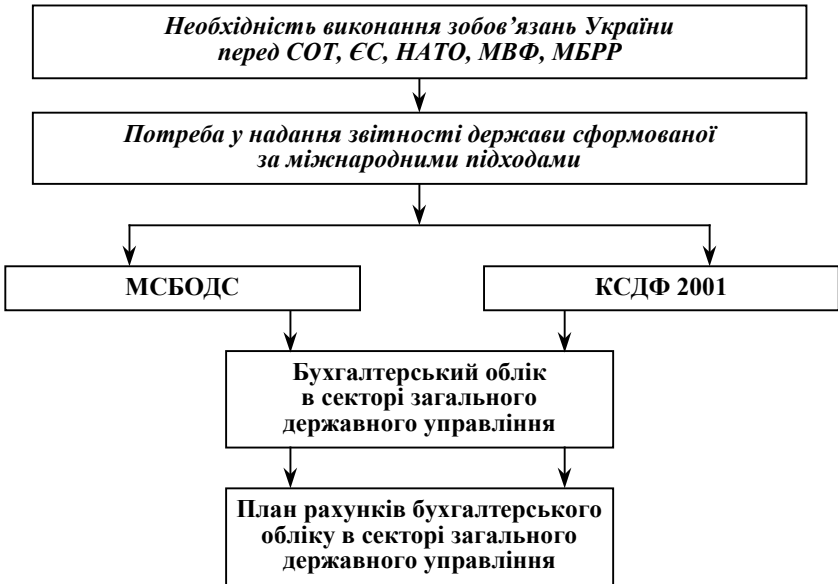 Необхідність виконання зобов’язань України
перед СОТ, ЄС, НАТО, МВФ, МБРР
Потреба у надання звітності держави сформованої
за міжнародними підходами
МСБОДС
КСДФ 2001
Бухгалтерський облік
в секторі загального
державного управління
План рахунків бухгалтерського
обліку в секторі загального
державного управління